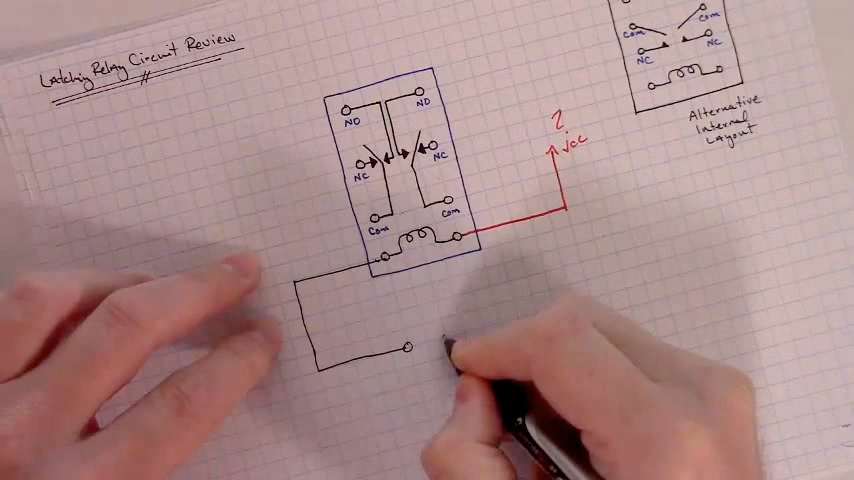 Latching Relay Circuit Review
NO
NO
NC
NC
COM
COM
?
VCC
COM
COM
NC
NC
Alternative
Internal
Layout